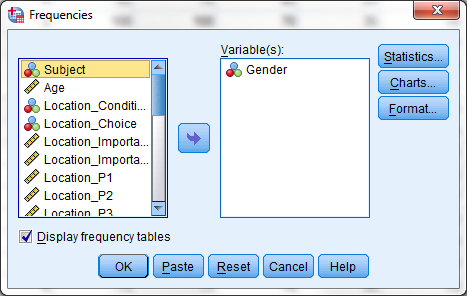 Frequencies
Variable(s):
Subject
Age
Location_Conditi...
Location_Choice
Location_Importa...
Location_Importa...
Location_P1
Location_P2
Location_P3
Gender
Statistics...
Charts...
Format...
Display frequency tables
OK Paste Reset Cancel Help